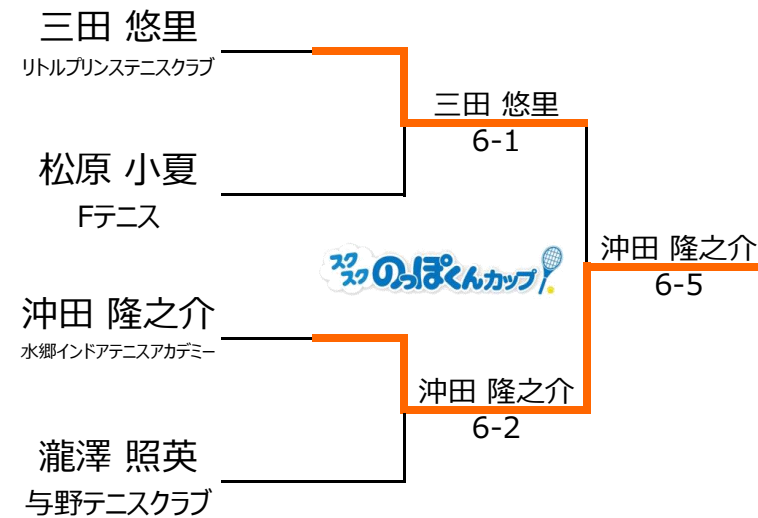 三田 悠里
リトルプリンステニスクラブ
三田 悠里
6-1
松原 小夏
Fテニス
スクスクのっぽくんカップ
沖田 隆之介
6-5
沖田 隆之介
水郷インドアテニスアカデミー
沖田 隆之介
6-2
瀧澤 照英
与野テニスクラブ